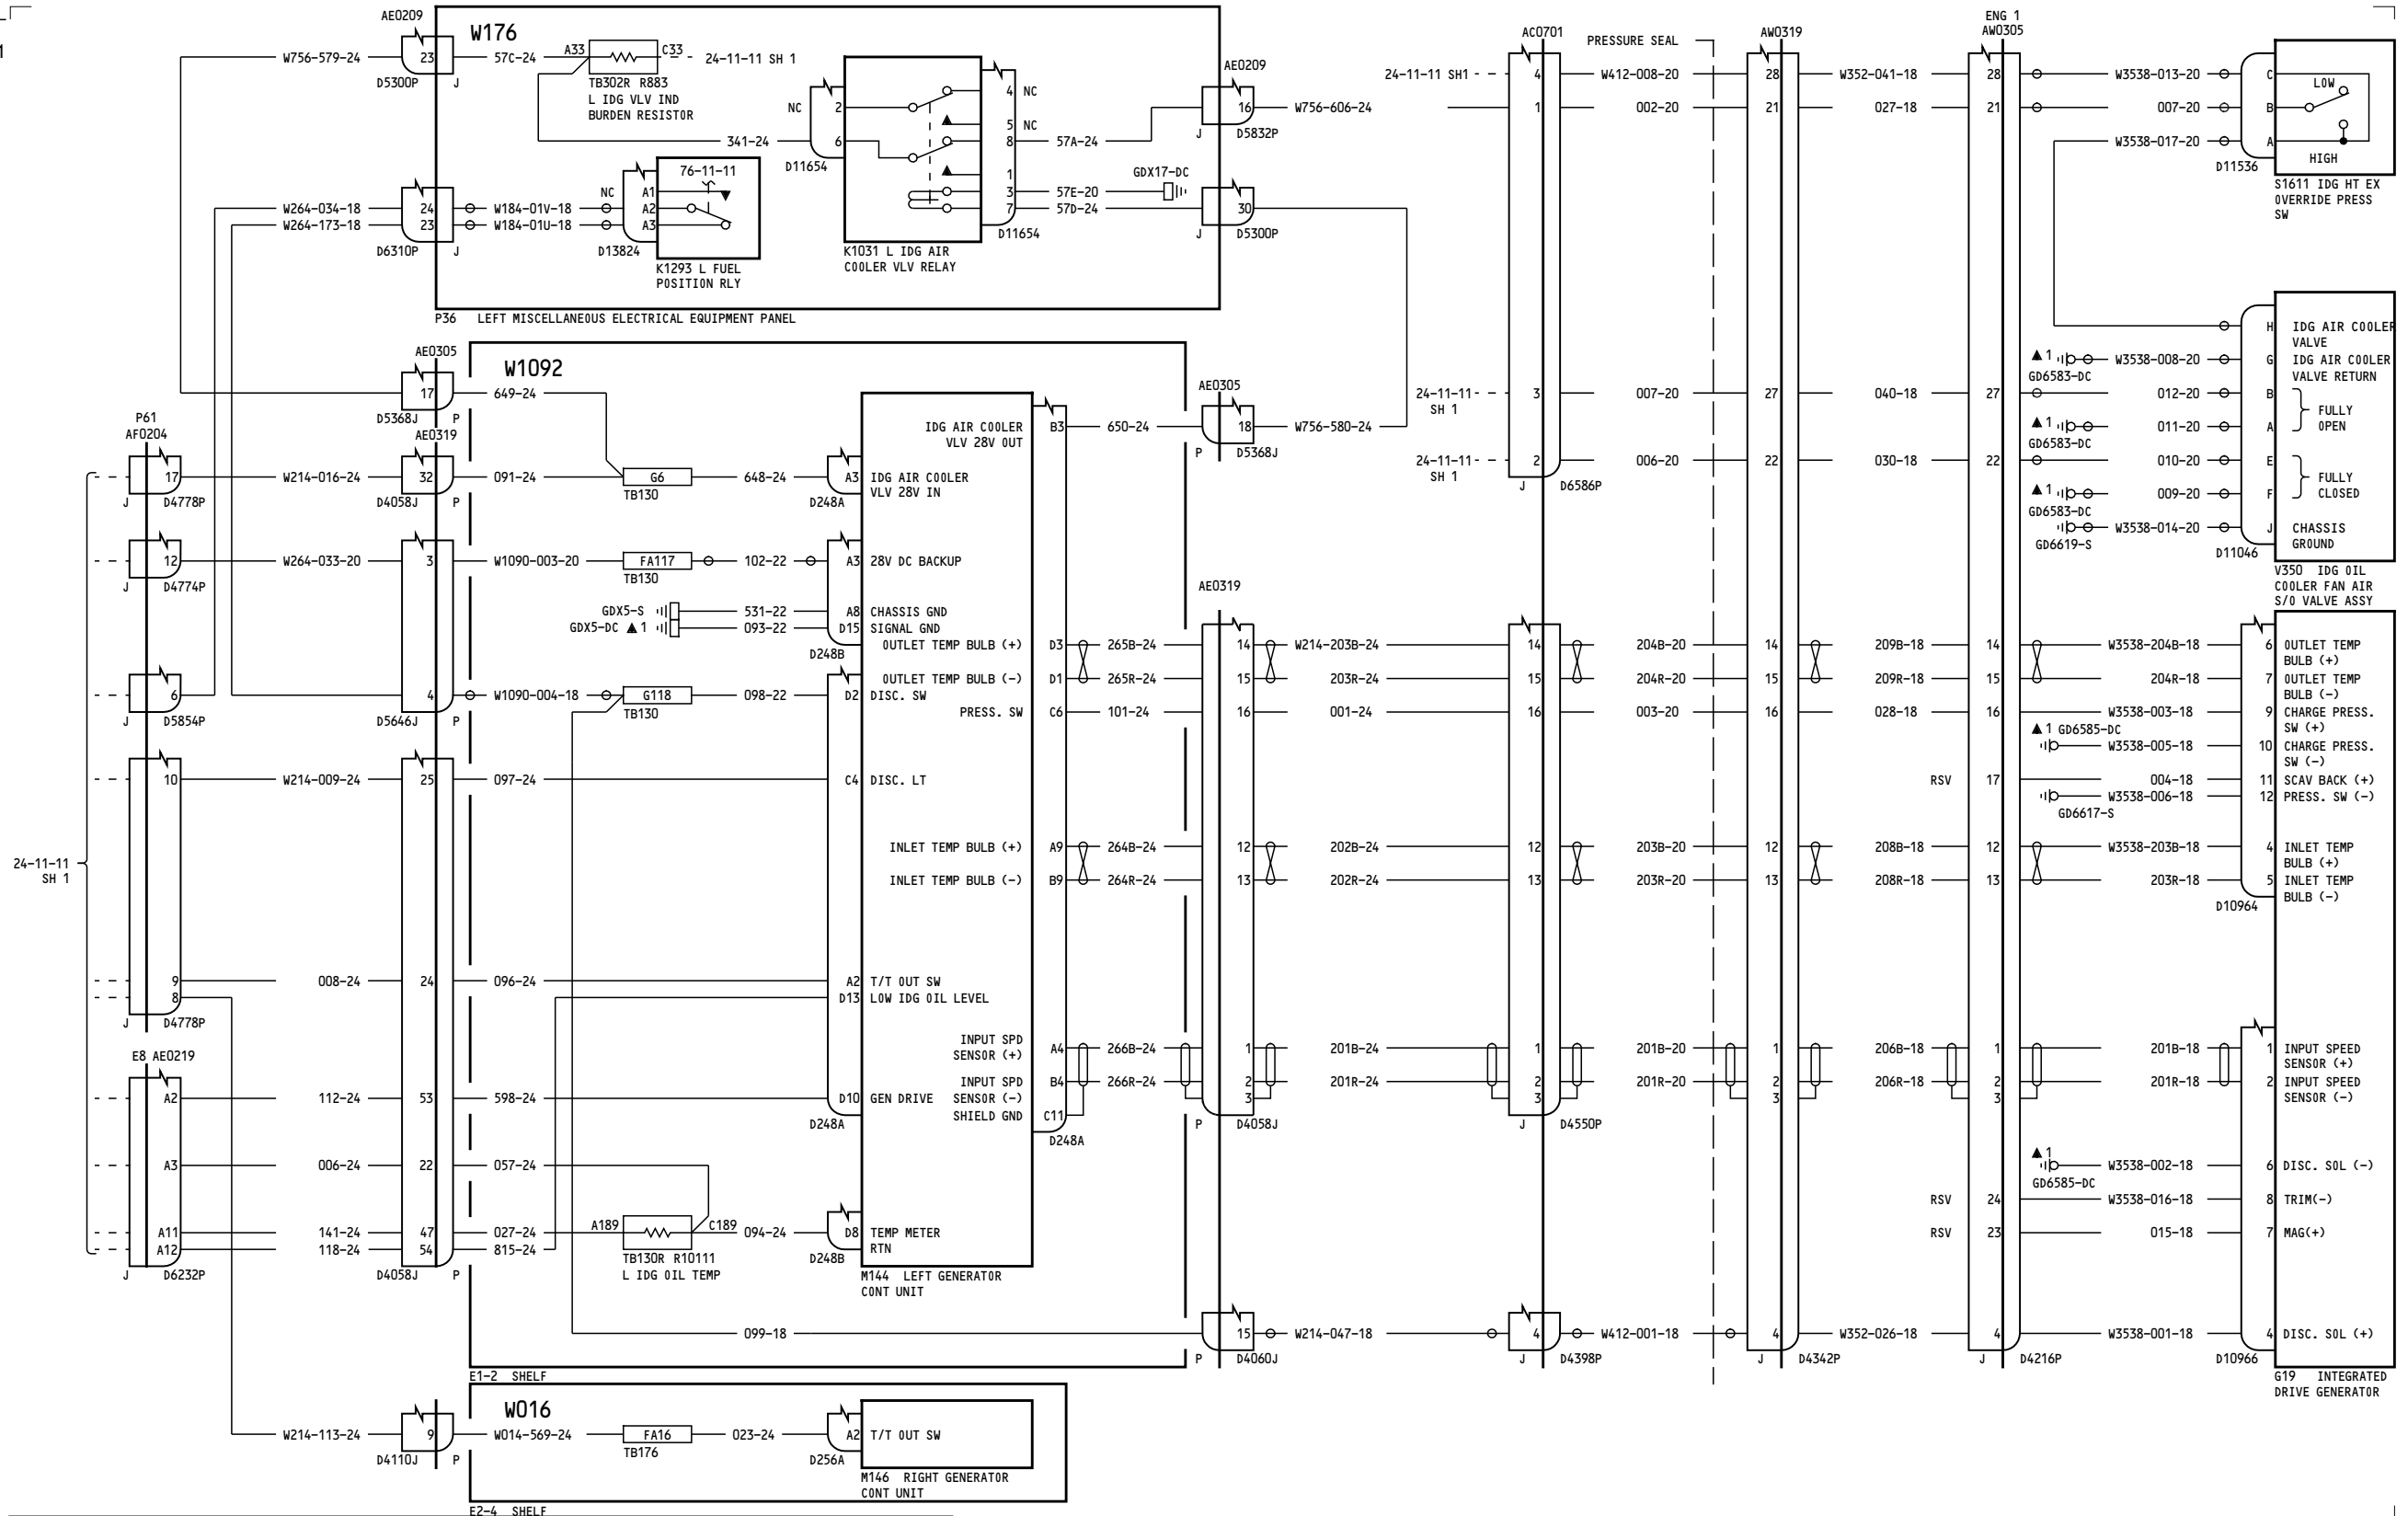 1
AE0209
W176
W756-579-24
23
57C-24
A33
C33
24-11-11 SH 1
D5300P
J
TB302R R883
L IDG VLV IND
BURDEN RESISTOR
NC
2
4 NC
5 NC
341-24
6
8
57A-24
D11654
1
3
57E-20
GDX17-DC
7
57D-24
D11654
K1031 L IDG AIR
COOLER VLV RELAY
AE0209
16
W756-606-24
J
D5832P
30
J
D5300P
76-11-11
NC
A1
A2
A3
W264-034-18
24
W184-01V-18
W264-173-18
23
W184-01U-18
D6310P
J
D13824
K1293 L FUEL
POSITION RLY
P36 LEFT MISCELLANEOUS ELECTRICAL EQUIPMENT PANEL
AC0701
PRESSURE SEAL
AW0319
ENG 1
AW0305
24-11-11 SH1
4
W412-008-20
28
W352-041-18
28
W3538-013-20
C
1
002-20
21
027-18
21
007-20
B
W3538-017-20
A
LOW
HIGH
D11536
S1611 IDG HT EX
OVERRIDE PRESS
SW
H
IDG AIR COOLER
VALVE
1
GD6583-DC
W3538-008-20
G
IDG AIR COOLER
VALVE RETURN
24-11-11
SH 1
3
007-20
27
040-18
27
012-20
B
1
GD6583-DC
011-20
A
FULLY
OPEN
24-11-11
SH 1
2
006-20
22
030-18
22
010-20
E
1
GD6583-DC
009-20
F
FULLY
CLOSED
J
D6586P
GD6619-S
W3538-014-20
J
CHASSIS
GROUND
D11046
V350 IDG OIL
COOLER FAN AIR
S/O VALVE ASSY
AE0305
W1092
17
649-24
D5368J
P
AE0319
P61
AF0204
17
W214-016-24
32
091-24
G6
TB130
648-24
A3
IDG AIR COOLER
VLV 28V IN
J
D4778P
D4058J
P
D248A
IDG AIR COOLER
VLV 28V OUT
B3
650-24
AE0305
18
W756-580-24
P
D5368J
12
W264-033-20
3
W1090-003-20
FA117
TB130
102-22
A3
28V DC BACKUP
J
D4774P
GDX5-S
531-22
A8
CHASSIS GND
GDX5-DC
1
093-22
D15
SIGNAL GND
D248B
6
4
W1090-004-18
G118
TB130
098-22
D2
DISC. SW
J
D5854P
D5646J
P
AE0319
OUTLET TEMP BULB (+)
D3
265B-24
14
W214-203B-24
14
204B-20
14
209B-18
14
W3538-204B-18
6
OUTLET TEMP
BULB (+)
OUTLET TEMP BULB (-)
D1
265R-24
15
203R-24
15
204R-20
15
209R-18
15
204R-18
7
OUTLET TEMP
BULB (-)
PRESS. SW
C6
101-24
16
001-24
16
003-20
16
028-18
16
W3538-003-18
9
CHARGE PRESS.
SW (+)
1 GD6585-DC
W3538-005-18
10
CHARGE PRESS.
SW (-)
RSV
17
004-18
11
SCAV BACK (+)
GD6617-S
W3538-006-18
12
PRESS. SW (-)
10
W214-009-24
25
097-24
C4
DISC. LT
24-11-11
SH 1
INLET TEMP BULB (+)
A9
264B-24
12
202B-24
12
203B-20
12
208B-18
12
W3538-203B-18
4
INLET TEMP
BULB (+)
INLET TEMP BULB (-)
B9
264R-24
13
202R-24
13
203R-20
13
208R-18
13
203R-18
5
INLET TEMP
BULB (-)
D10964
9
008-24
24
096-24
A2
T/T OUT SW
8
D13
LOW IDG OIL LEVEL
J
D4778P
E8 AE0219
INPUT SPD
SENSOR (+)
A4
266B-24
1
201B-24
1
201B-20
1
206B-18
1
201B-18
1
INPUT SPEED
SENSOR (+)
INPUT SPD
SENSOR (-)
B4
266R-24
2
201R-24
2
201R-20
2
206R-18
2
201R-18
2
INPUT SPEED
SENSOR (-)
3
3
3
3
SHIELD GND
C11
D248A
P
D4058J
J
D4550P
A2
112-24
53
598-24
D10
GEN DRIVE
D248A
A3
006-24
22
057-24
1
GD6585-DC
W3538-002-18
6
DISC. SOL (-)
RSV
24
W3538-016-18
8
TRIM(-)
RSV
23
015-18
7
MAG(+)
A11
141-24
47
027-24
A189
C189
094-24
D8
TEMP METER
RTN
A12
118-24
54
815-24
J
D6232P
D4058J
P
TB130R R10111
L IDG OIL TEMP
D248B
M144 LEFT GENERATOR
CONT UNIT
099-18
15
W214-047-18
4
W412-001-18
4
W352-026-18
4
W3538-001-18
4
DISC. SOL (+)
P
D4060J
J
D4398P
J
D4342P
J
D4216P
D10966
G19 INTEGRATED
DRIVE GENERATOR
E1-2 SHELF
W016
W214-113-24
9
W014-569-24
FA16
TB176
023-24
A2
T/T OUT SW
D4110J
P
D256A
M146 RIGHT GENERATOR
CONT UNIT
E2-4 SHELF